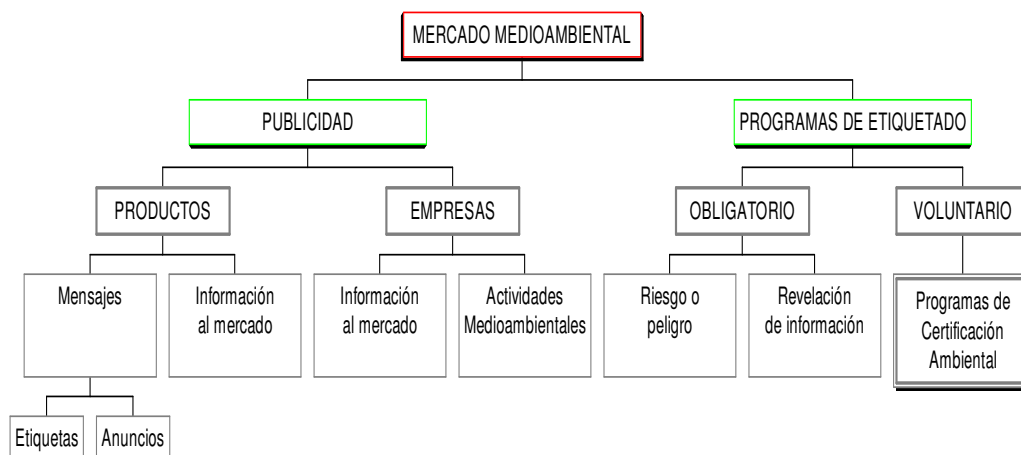 MERCADO MEDIOAMBIENTAL
PUBLICIDAD
PROGRAMAS DE ETIQUETADO
PRODUCTOS
EMPRESAS
OBLIGATORIO
VOLUNTARIO
Mensajes
Información
al mercado
Información
al mercado
Actividades
Medioambientales
Riesgo o
peligro
Revelación
de información
Programas de
Certificación
Ambiental
Etiquetas
Anuncios